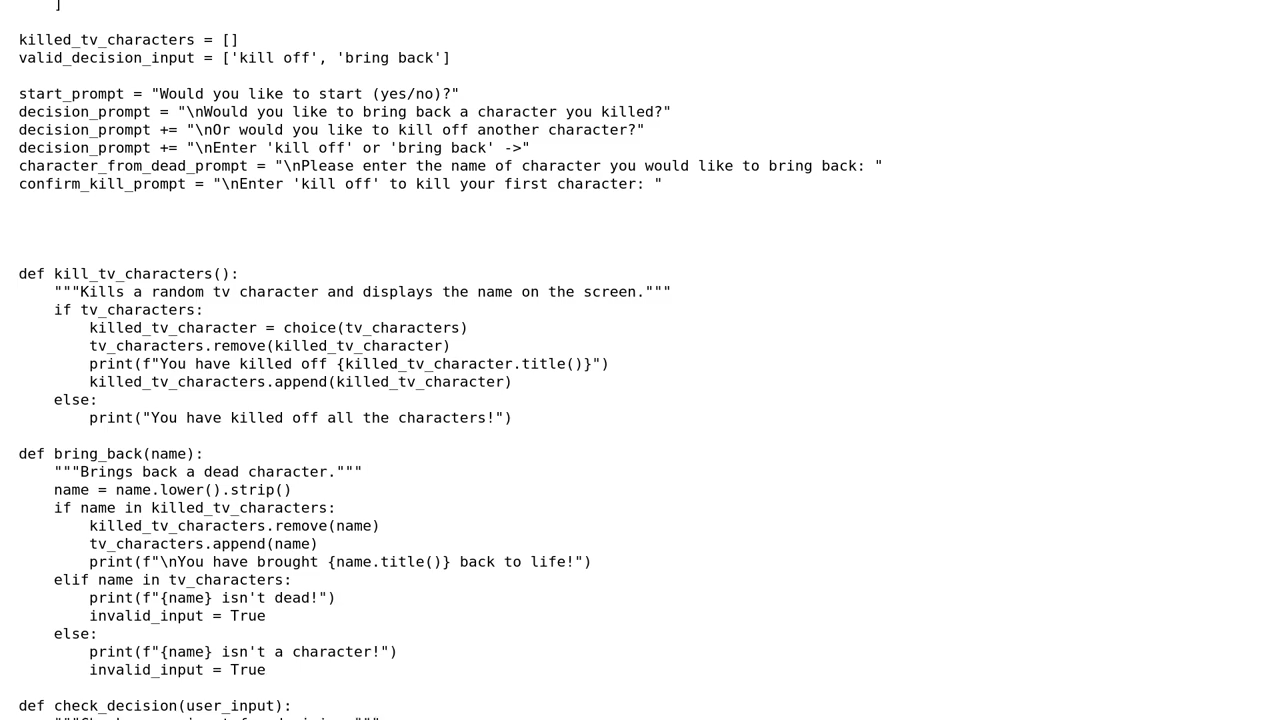 ]
killed_tv_characters = []
valid_decision_input = ['kill off', 'bring back']
start_prompt = "Would you like to start (yes/no)?"
decision_prompt = "\nWould you like to bring back a character you killed?"
decision_prompt += "\nOr would you like to kill off another character?"
decision_prompt += "\nEnter 'kill off' or 'bring back' ->"
character_from_dead_prompt = "\nPlease enter the name of character you would like to bring back: "
confirm_kill_prompt = "\nEnter 'kill off' to kill your first character: "
def kill_tv_characters():
    """Kills a random tv character and displays the name on the screen."""
    if tv_characters:
        killed_tv_character = choice(tv_characters)
        tv_characters.remove(killed_tv_character)
        print(f"You have killed off {killed_tv_character.title()}")
        killed_tv_characters.append(killed_tv_character)
    else:
        print("You have killed off all the characters!")
def bring_back(name):
    """Brings back a dead character."""
    name = name.lower().strip()
    if name in killed_tv_characters:
        killed_tv_characters.remove(name)
        tv_characters.append(name)
        print(f"\nYou have brought {name.title()} back to life!")
    elif name in tv_characters:
        print(f"{name} isn't dead!")
        invalid_input = True
    else:
        print(f"{name} isn't a character!")
        invalid_input = True
def check_decision(user_input):